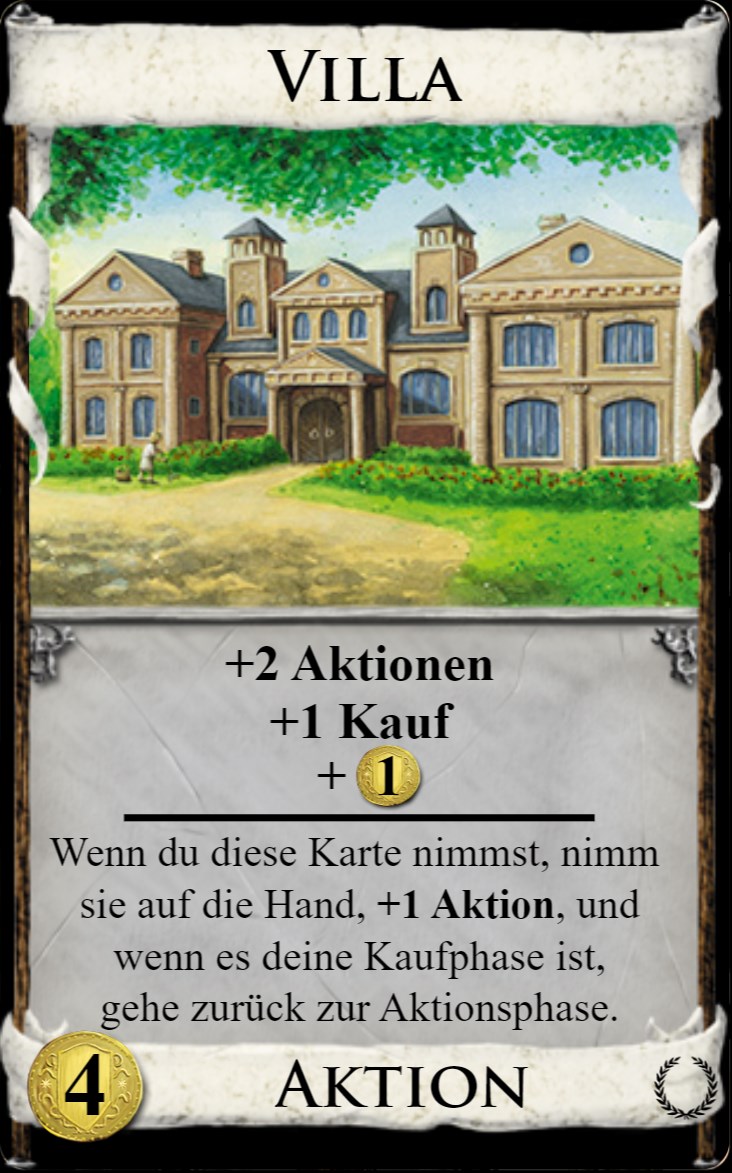 VILLA
+2 Aktionen
+1 Kauf
+ 1
Wenn du diese Karte nimmst, nimm
sie auf die Hand, +1 Aktion, und
wenn es deine Kaufphase ist,
gehe zurück zur Aktionsphase.
4 AKTION